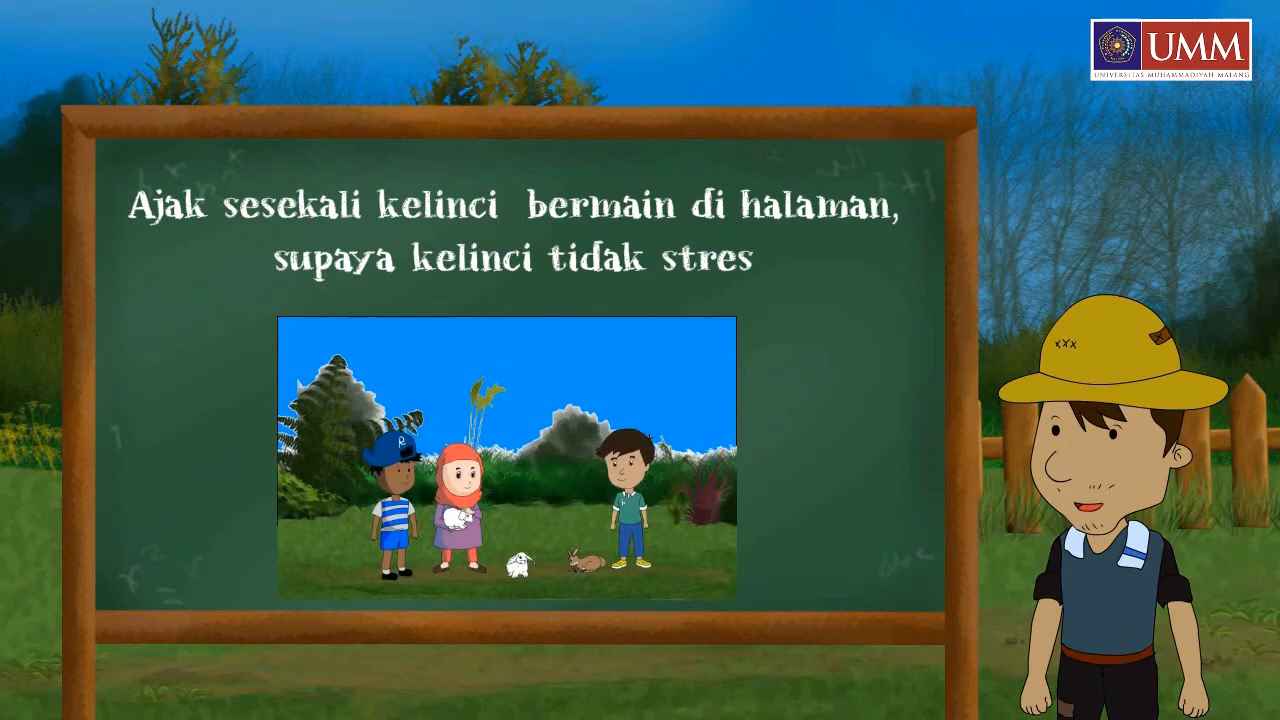 UMM
UNIVERSITAS MUHAMMADIYAH MALANG
Ajak sesekali kelinci bermain di halaman,
supaya kelinci tidak stres